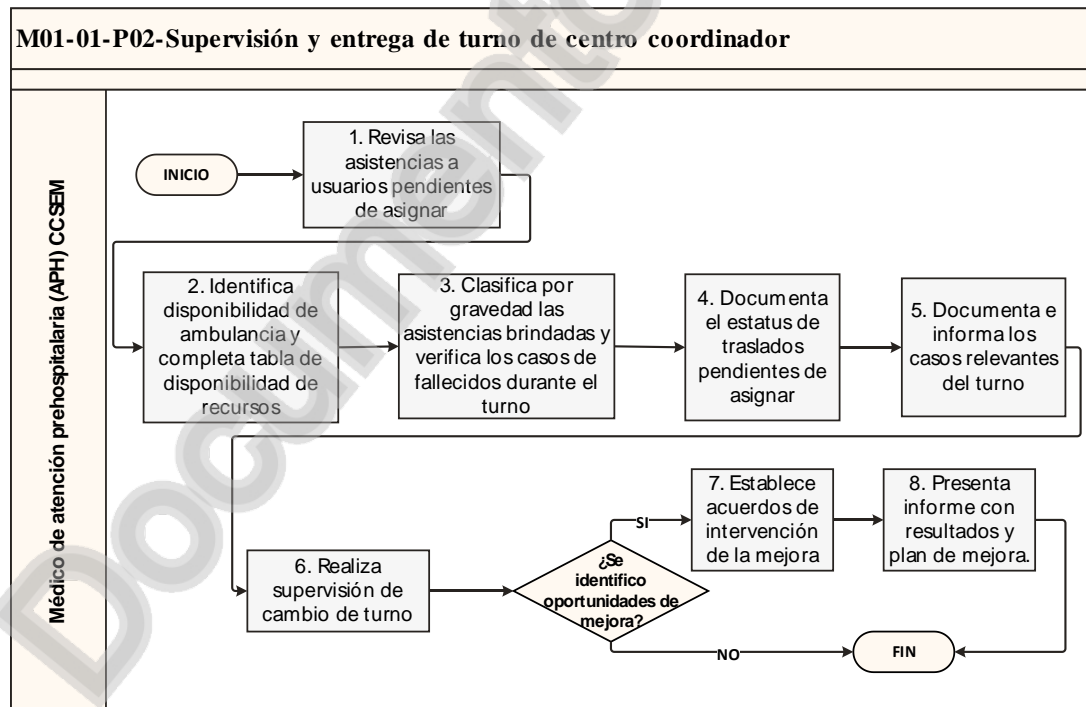 M01-01-P02-Supervisión y entrega de turno de centro coordinador
Médico de atención prehospitalaria (APH) CCSEM
INICIO
1. Revisa las
asistencias a
usuarios pendientes
de asignar
2. Identifica
disponibilidad de
ambulancia y
completa tabla de
disponibilidad de
recursos
3. Clasifica por
gravedad las
asistencias brindadas y
verifica los casos de
fallecidos durante el
turno
4. Documenta
el estatus de
traslados
pendientes de
asignar
5. Documenta e
informa los
casos relevantes
del turno
6. Realiza
supervisión de
cambio de turno
¿Se
identifico
oportunidades de
mejora?
SI
7. Establece
acuerdos de
intervención
de la mejora
8. Presenta
informe con
resultados y
plan de mejora.
NO
FIN
Documento